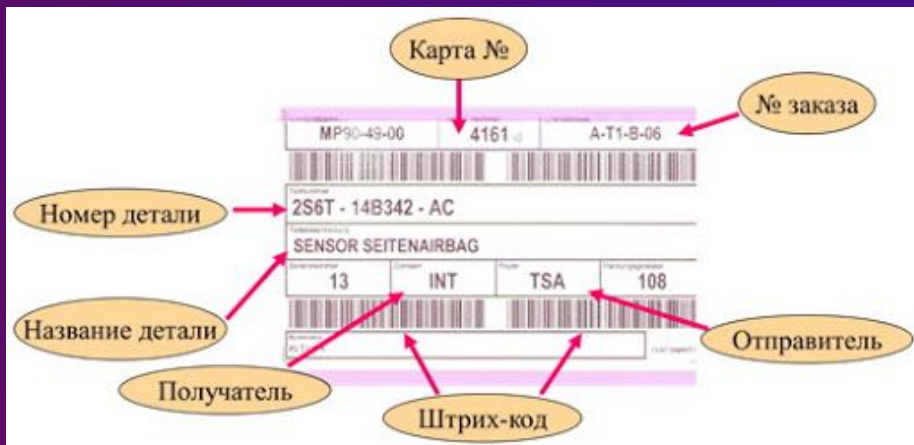 Карта №
№ заказа
MP90-49-00 4161 A-T1-B-06
Номер детали
2S6T - 14B342 - AC
SENSOR SEITENAIRBAG
13 INT TSA 108
Название детали
Отправитель
Получатель
Штрих-код